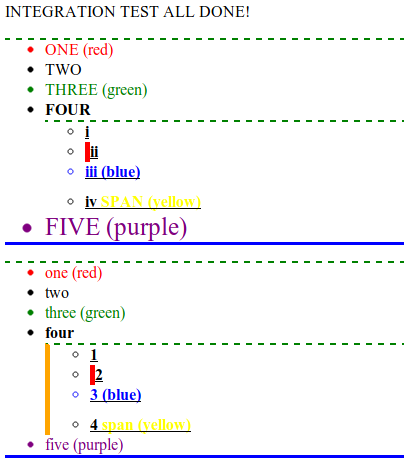 INTEGRATION TEST ALL DONE!
ONE (red)
TWO
THREE (green)
FOUR
i
ii
iii (blue)
iv SPAN (yellow)
FIVE (purple)
one (red)
two
three (green)
four
1
2
3 (blue)
4 span (yellow)
five (purple)